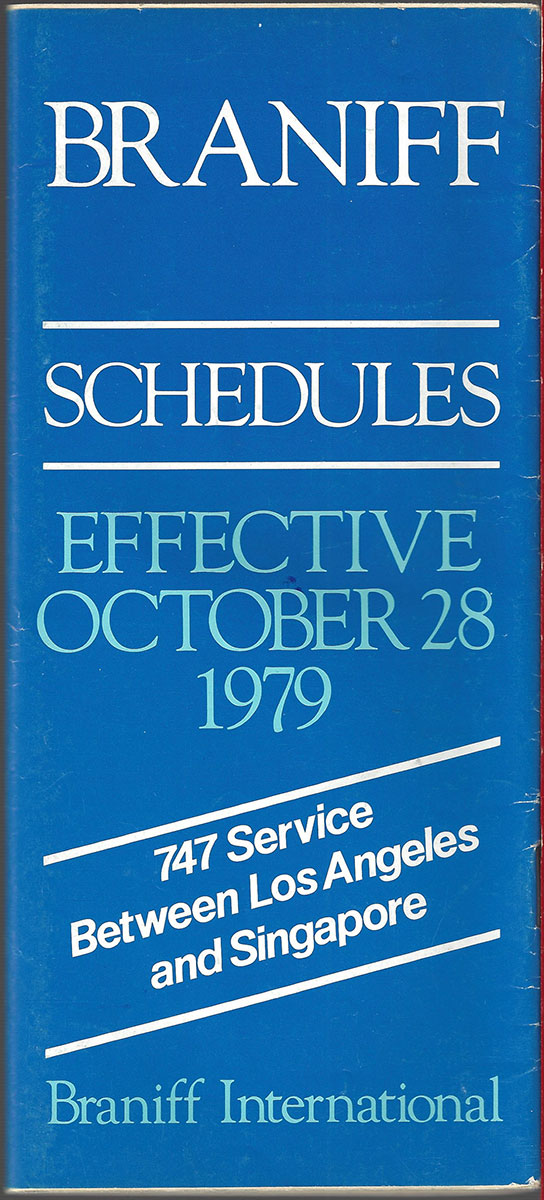 BRANIFF
SCHEDULES
EFFECTIVE
OCTOBER 28
1979
747 Service
Between Los Angeles
and Singapore
Braniff International